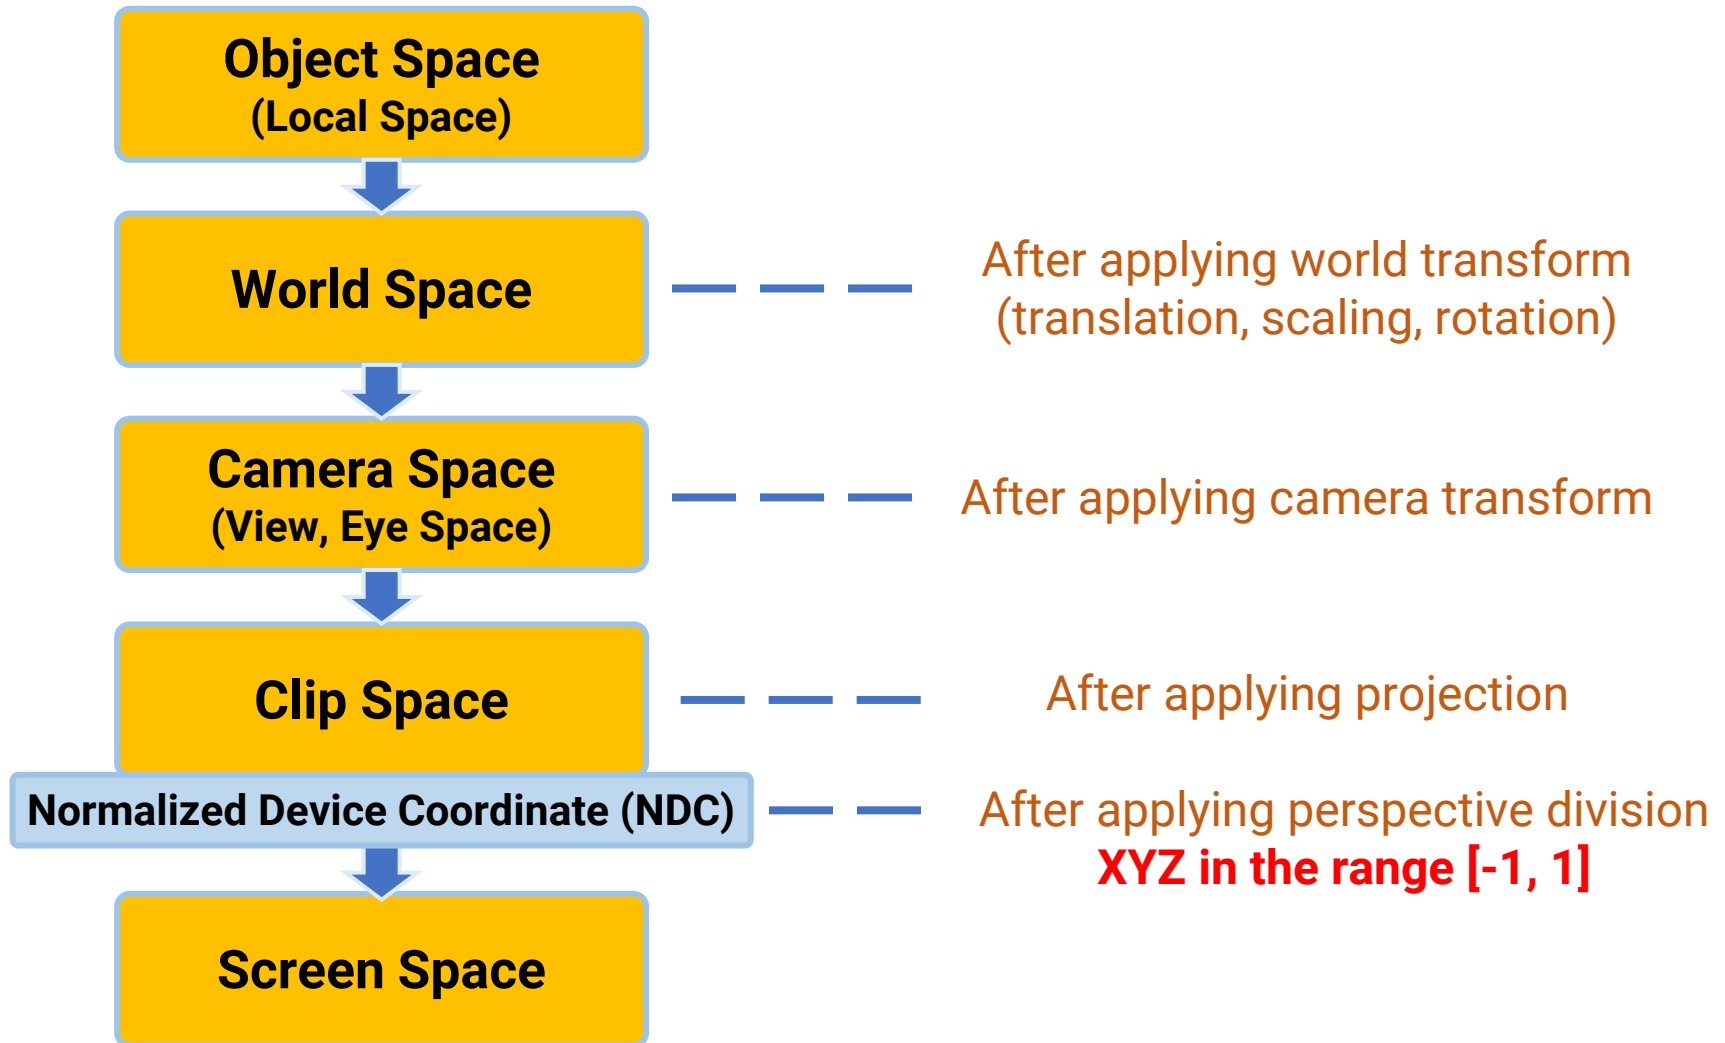 Object Space
(Local Space)
World Space
After applying world transform
(translation, scaling, rotation)
Camera Space
(View, Eye Space)
After applying camera transform
Clip Space
After applying projection
Normalized Device Coordinate (NDC)
After applying perspective division
XYZ in the range [-1, 1]
Screen Space